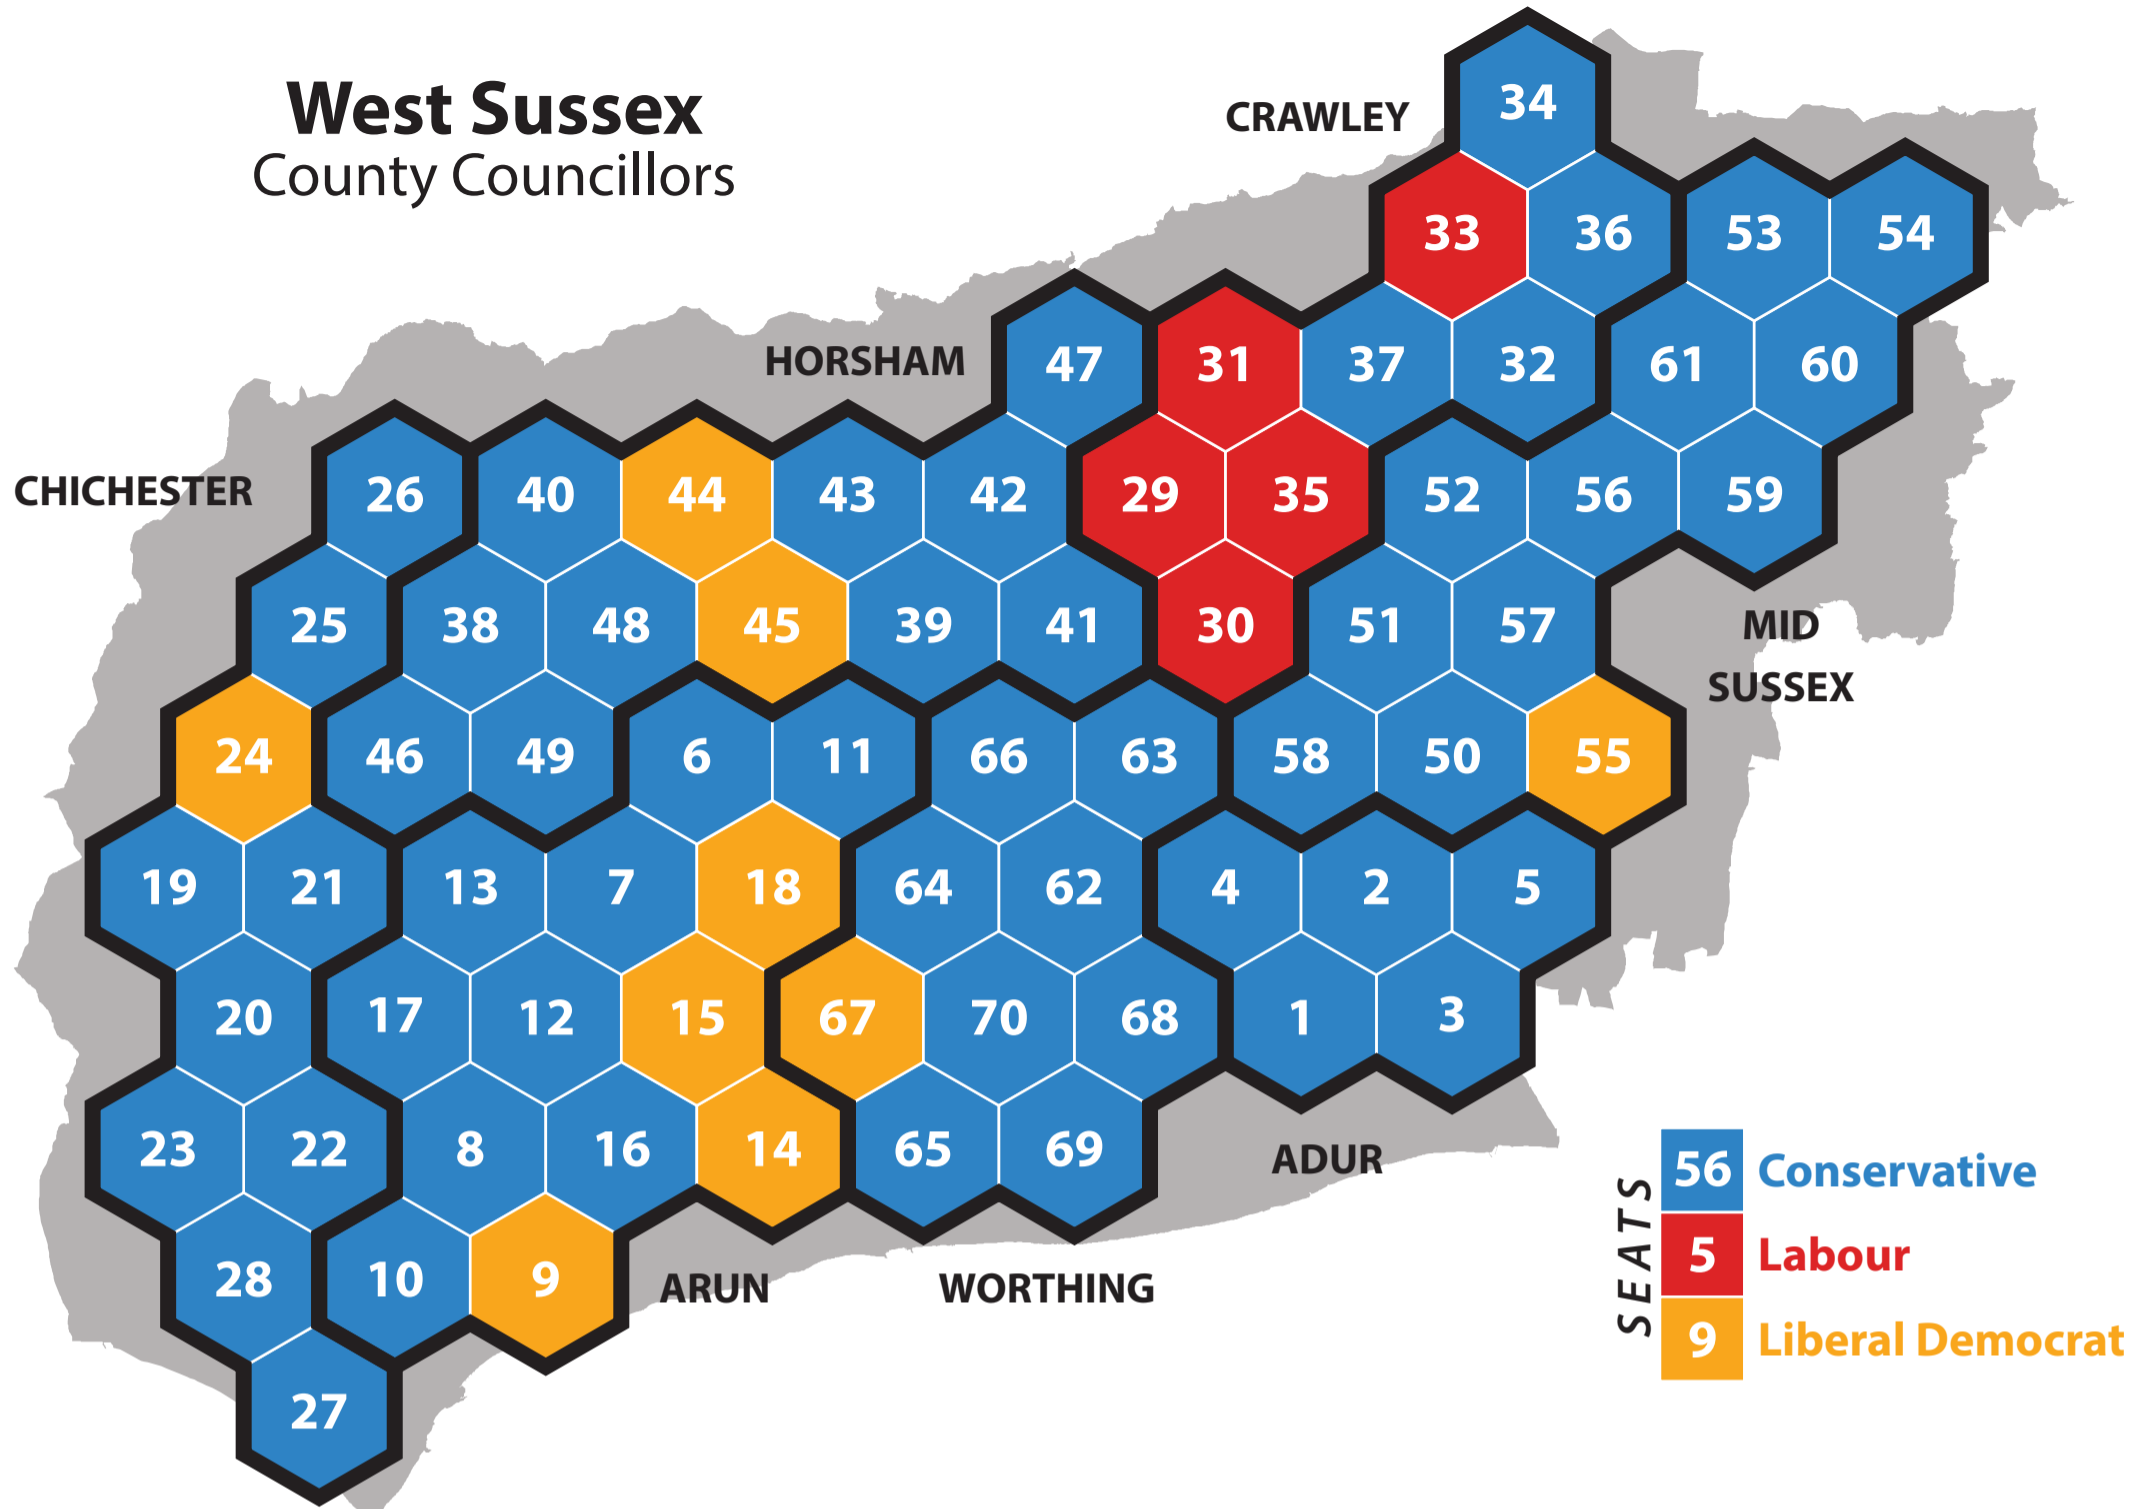 West Sussex
County Councillors
CRAWLEY
34
33 36 53 54
HORSHAM
47 31 37 32 61 60
CHICHESTER
26 40 44 43 42 29 35 52 56 59
25 38 48 45 39 41 30 51 57
MID
SUSSEX
24 46 49 6 11 66 63 58 50 55
19 21 13 7 18 64 62 4 2 5
20 17 12 15 67 70 68 1 3
23 22 8 16 14 65 69
ADUR
28 10 9
ARUN
WORTHING
27
SEATS
56 Conservative
5 Labour
9 Liberal Democrat